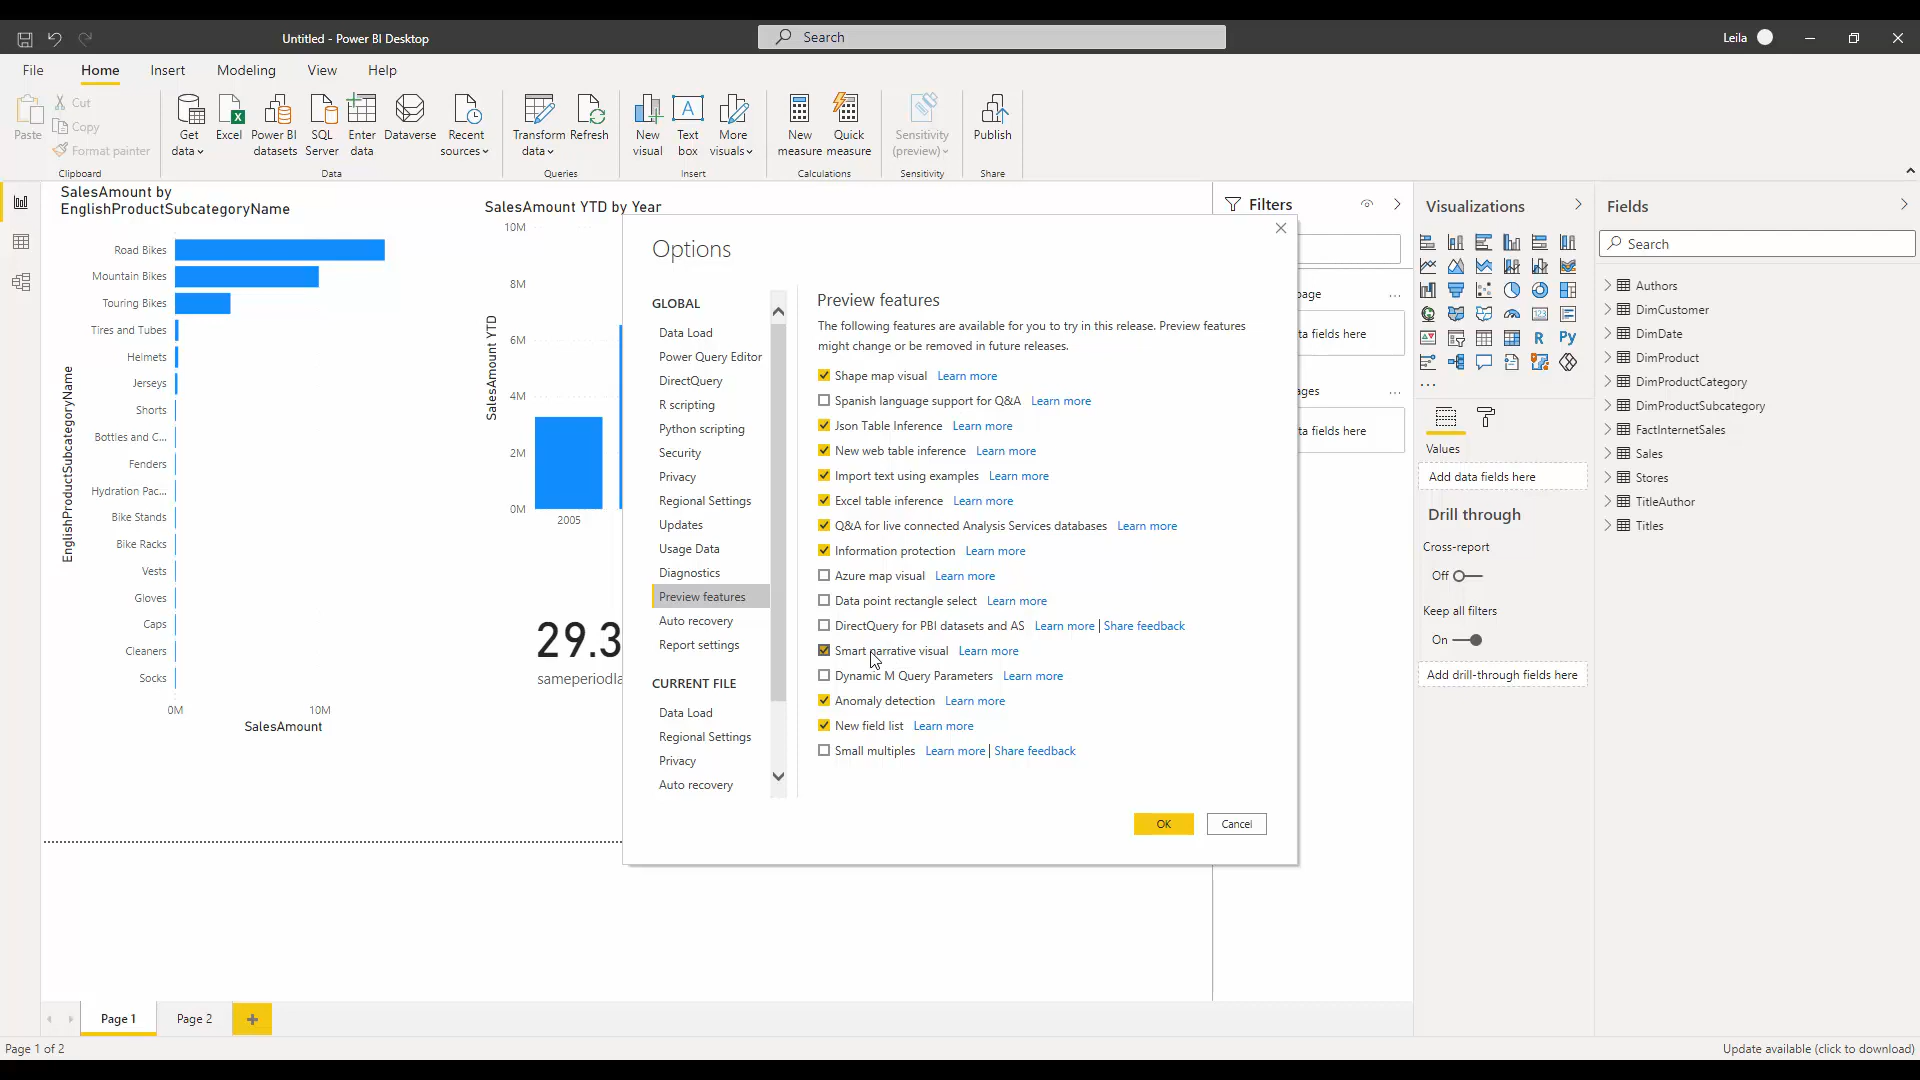 Untitled - Power BI Desktop
Search
Leila
File
Home
Insert
Modeling
View
Help
Paste
Cut
Copy
Format painter
Clipboard
Get data
Excel
Power BI datasets
SQL Server
Enter data
Dataverse
Recent sources
Data
Transform data
Refresh
Queries
New visual
Text box
More visuals
Insert
New measure
Quick measure
Calculations
Sensitivity (preview)
Sensitivity
Publish
Share
SalesAmount by
EnglishProductSubcategoryName
EnglishProductSubcategoryName
Road Bikes
Mountain Bikes
Touring Bikes
Tires and Tubes
Helmets
Jerseys
Shorts
Bottles and C...
Fenders
Hydration Pac...
Bike Stands
Bike Racks
Vests
Gloves
Caps
Cleaners
Socks
0M
10M
SalesAmount
SalesAmount YTD by Year
SalesAmount YTD
10M
8M
6M
4M
2M
0M
2005
29.3
sameperiodla
Options
GLOBAL
Data Load
Power Query Editor
DirectQuery
R scripting
Python scripting
Security
Privacy
Regional Settings
Updates
Usage Data
Diagnostics
Preview features
Auto recovery
Report settings
CURRENT FILE
Data Load
Regional Settings
Privacy
Auto recovery
Preview features
The following features are available for you to try in this release. Preview features
might change or be removed in future releases.
Shape map visual Learn more
Spanish language support for Q&A Learn more
Json Table Inference Learn more
New web table inference Learn more
Import text using examples Learn more
Excel table inference Learn more
Q&A for live connected Analysis Services databases Learn more
Information protection Learn more
Azure map visual Learn more
Data point rectangle select Learn more
DirectQuery for PBI datasets and AS Learn more | Share feedback
Smart narrative visual Learn more
Dynamic M Query Parameters Learn more
Anomaly detection Learn more
New field list Learn more
Small multiples Learn more | Share feedback
OK
Cancel
Filters
page
...
ta fields here
ages
...
ta fields here
Visualizations
R
Py
...
Values
Add data fields here
Drill through
Cross-report
Off
Keep all filters
On
Add drill-through fields here
Fields
Search
Authors
DimCustomer
DimDate
DimProduct
DimProductCategory
DimProductSubcategory
FactInternetSales
Sales
Stores
TitleAuthor
Titles
Page 1
Page 2
+
Page 1 of 2
Update available (click to download)